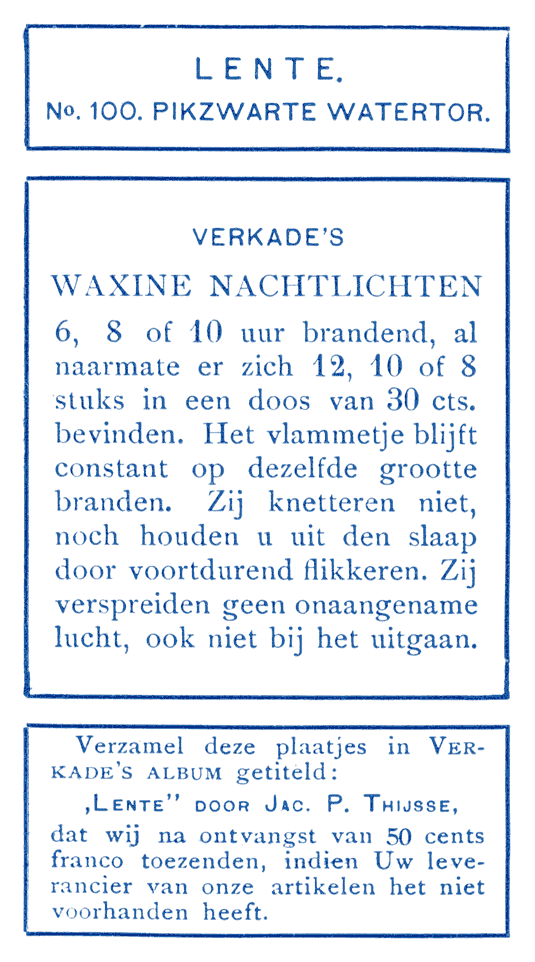 LENTE.
No. 100. PIKZWARTE WATERTOR.
VERKADE'S
WAXINE NACHTLICHTEN
6, 8 of 10 uur brandend, al
naarmate er zich 12, 10 of 8
stuks in een doos van 30 cts.
bevinden. Het vlammetje blijft
constant op dezelfde grootte
branden. Zij knetteren niet,
noch houden u uit den slaap
door voortdurend flikkeren. Zij
verspreiden geen onaangename
lucht, ook niet bij het uitgaan.
Verzamel deze plaatjes in VER-
KADE'S ALBUM getiteld:
‚LENTE" DOOR JAC. P. THIJSSE,
dat wij na ontvangst van 50 cents
franco toezenden, indien Uw leve-
rancier van onze artikelen het niet
voorhanden heeft.